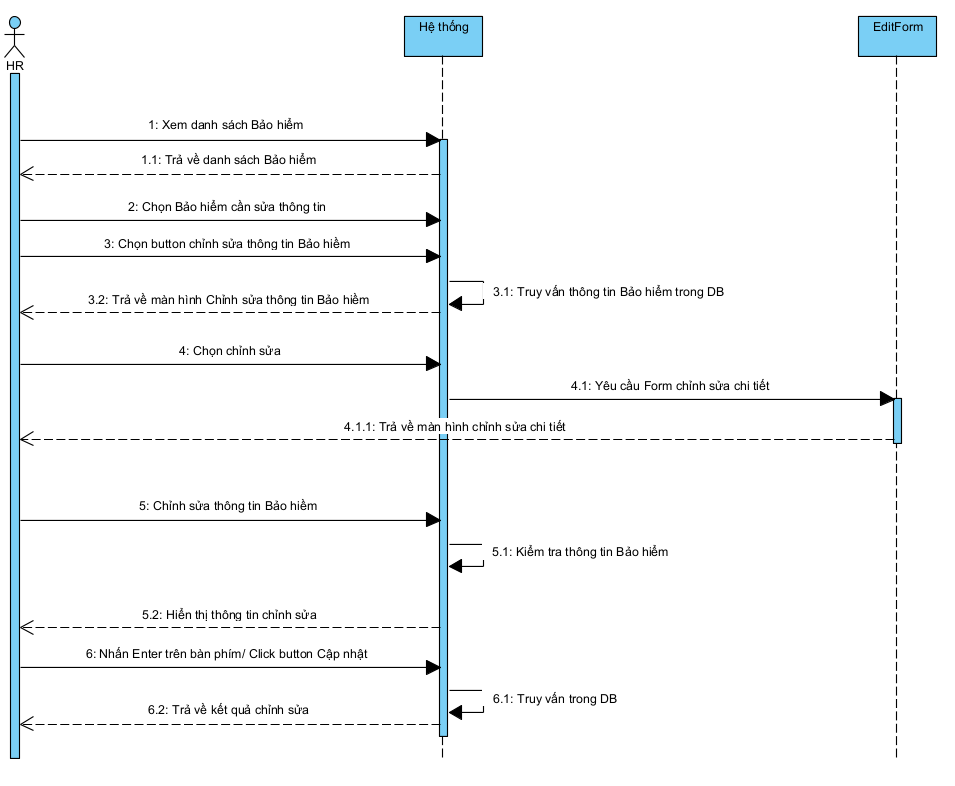 Hệ thống
EditForm
HR
1: Xem danh sách Bảo hiểm
1.1: Trả về danh sách Bảo hiểm
2: Chọn Bảo hiểm cần sửa thông tin
3: Chọn button chỉnh sửa thông tin Bảo hiểm
3.1: Truy vấn thông tin Bảo hiểm trong DB
3.2: Trả về màn hình Chỉnh sửa thông tin Bảo hiểm
4: Chọn chỉnh sửa
4.1: Yêu cầu Form chỉnh sửa chi tiết
4.1.1: Trả về màn hình chỉnh sửa chi tiết
5: Chỉnh sửa thông tin Bảo hiểm
5.1: Kiểm tra thông tin Bảo hiểm
5.2: Hiển thị thông tin chỉnh sửa
6: Nhấn Enter trên bàn phím/ Click button Cập nhật
6.1: Truy vấn trong DB
6.2: Trả về kết quả chỉnh sửa